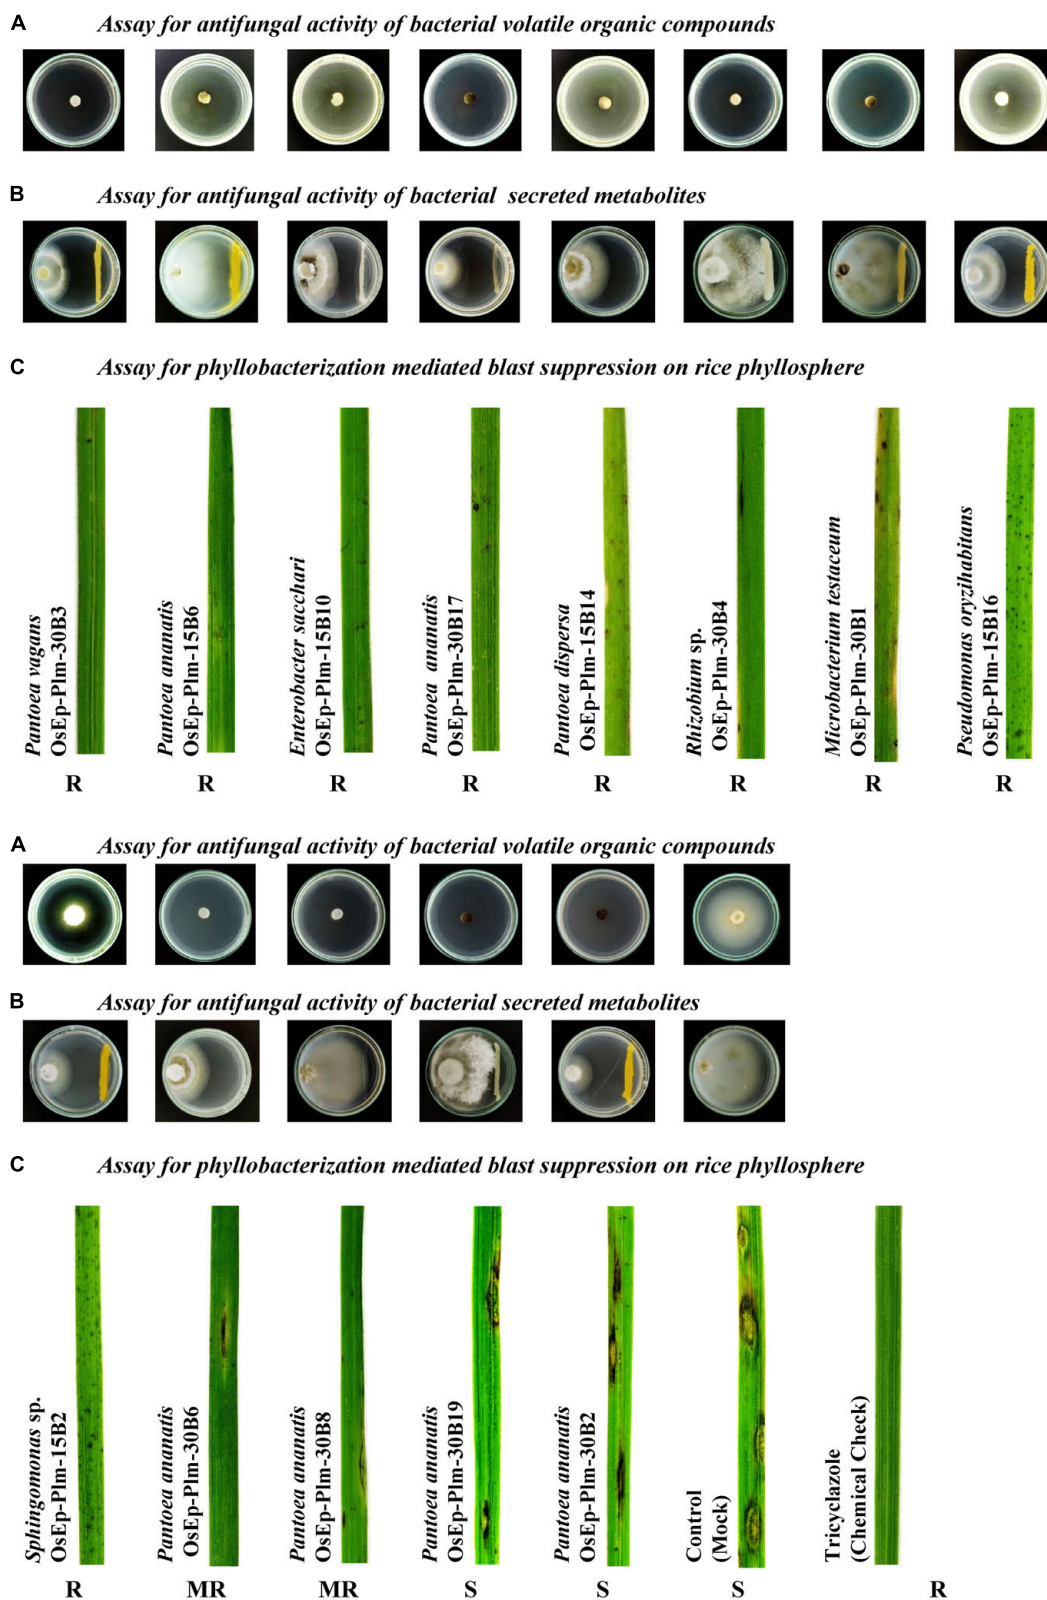 A Assay for antifungal activity of bacterial volatile organic compounds
B Assay for antifungal activity of bacterial secreted metabolites
C Assay for phyllobacterization mediated blast suppression on rice phyllosphere
Pantoea vagans
OsEp-Plm-30B3
Pantoea ananatis
OsEp-Plm-15B6
Enterobacter sacchari
OsEp-Plm-15B10
Pantoea ananatis
OsEp-Plm-30B17
Pantoea dispersa
OsEp-Plm-15B14
Rhizobium sp.
OsEp-Plm-30B4
Microbacterium testaceum
OsEp-Plm-30B1
Pseudomonas oryzihabitans
OsEp-Plm-15B16
R R R R R R R R
A Assay for antifungal activity of bacterial volatile organic compounds
B Assay for antifungal activity of bacterial secreted metabolites
C Assay for phyllobacterization mediated blast suppression on rice phyllosphere
Sphingomonas sp.
OsEp-Plm-15B2
Pantoea ananatis
OsEp-Plm-30B6
Pantoea ananatis
OsEp-Plm-30B8
Pantoea ananatis
OsEp-Plm-30B19
Pantoea ananatis
OsEp-Plm-30B2
Control
(Mock)
Tricyclazole
(Chemical Check)
R MR MR S S S R